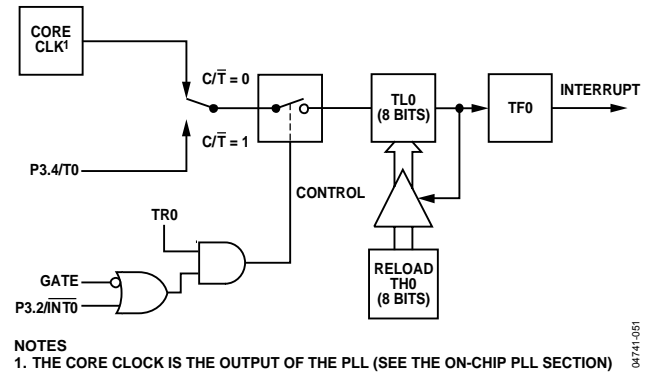 CORE
CLK¹
C/T̅ = 0
C/T̅ = 1
P3.4/T0
TL0
(8 BITS)
TF0
INTERRUPT
CONTROL
TR0
GATE
P3.2/I̅N̅T̅0̅
RELOAD
TH0
(8 BITS)
NOTES
1. THE CORE CLOCK IS THE OUTPUT OF THE PLL (SEE THE ON-CHIP PLL SECTION)
04741-051